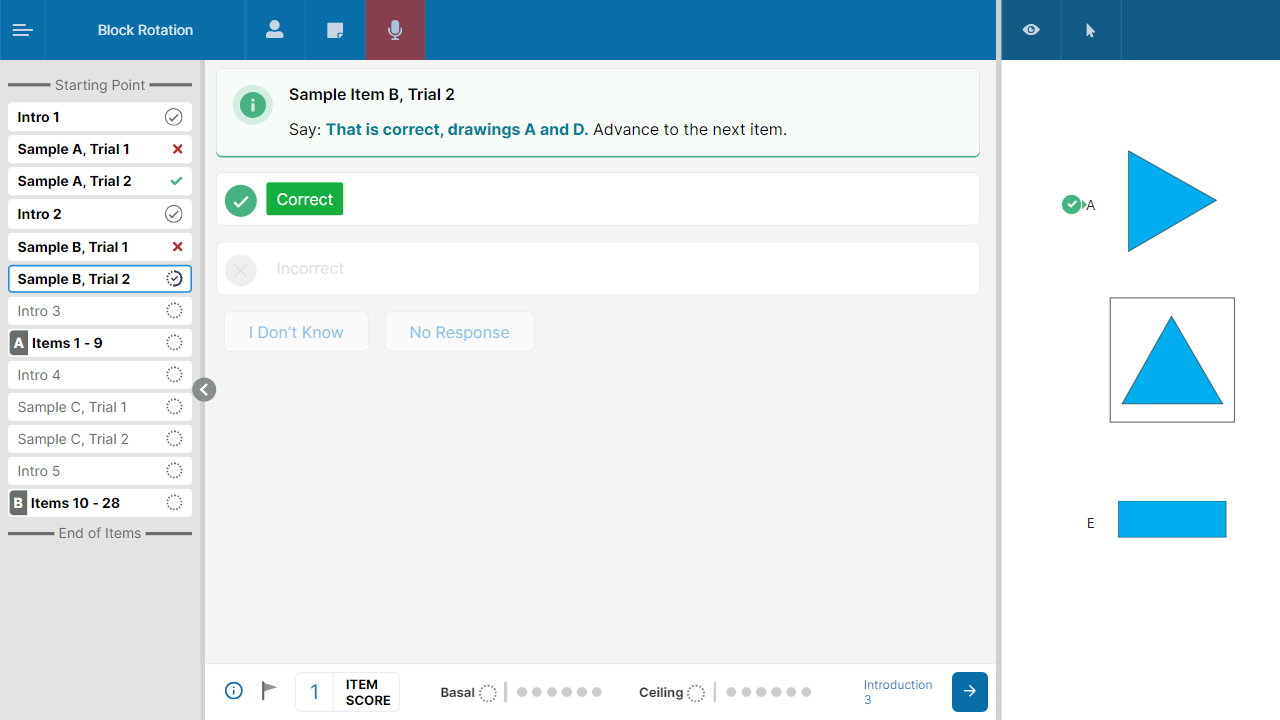 Block Rotation
Starting Point
Intro 1
Sample A, Trial 1
Sample A, Trial 2
Intro 2
Sample B, Trial 1
Sample B, Trial 2
Intro 3
A Items 1 - 9
Intro 4
Sample C, Trial 1
Sample C, Trial 2
Intro 5
B Items 10 - 28
End of Items
Sample Item B, Trial 2
Say: That is correct, drawings A and D. Advance to the next item.
Correct
Incorrect
I Don't Know
No Response
1
ITEM
SCORE
Basal
Ceiling
Introduction
3
A
E